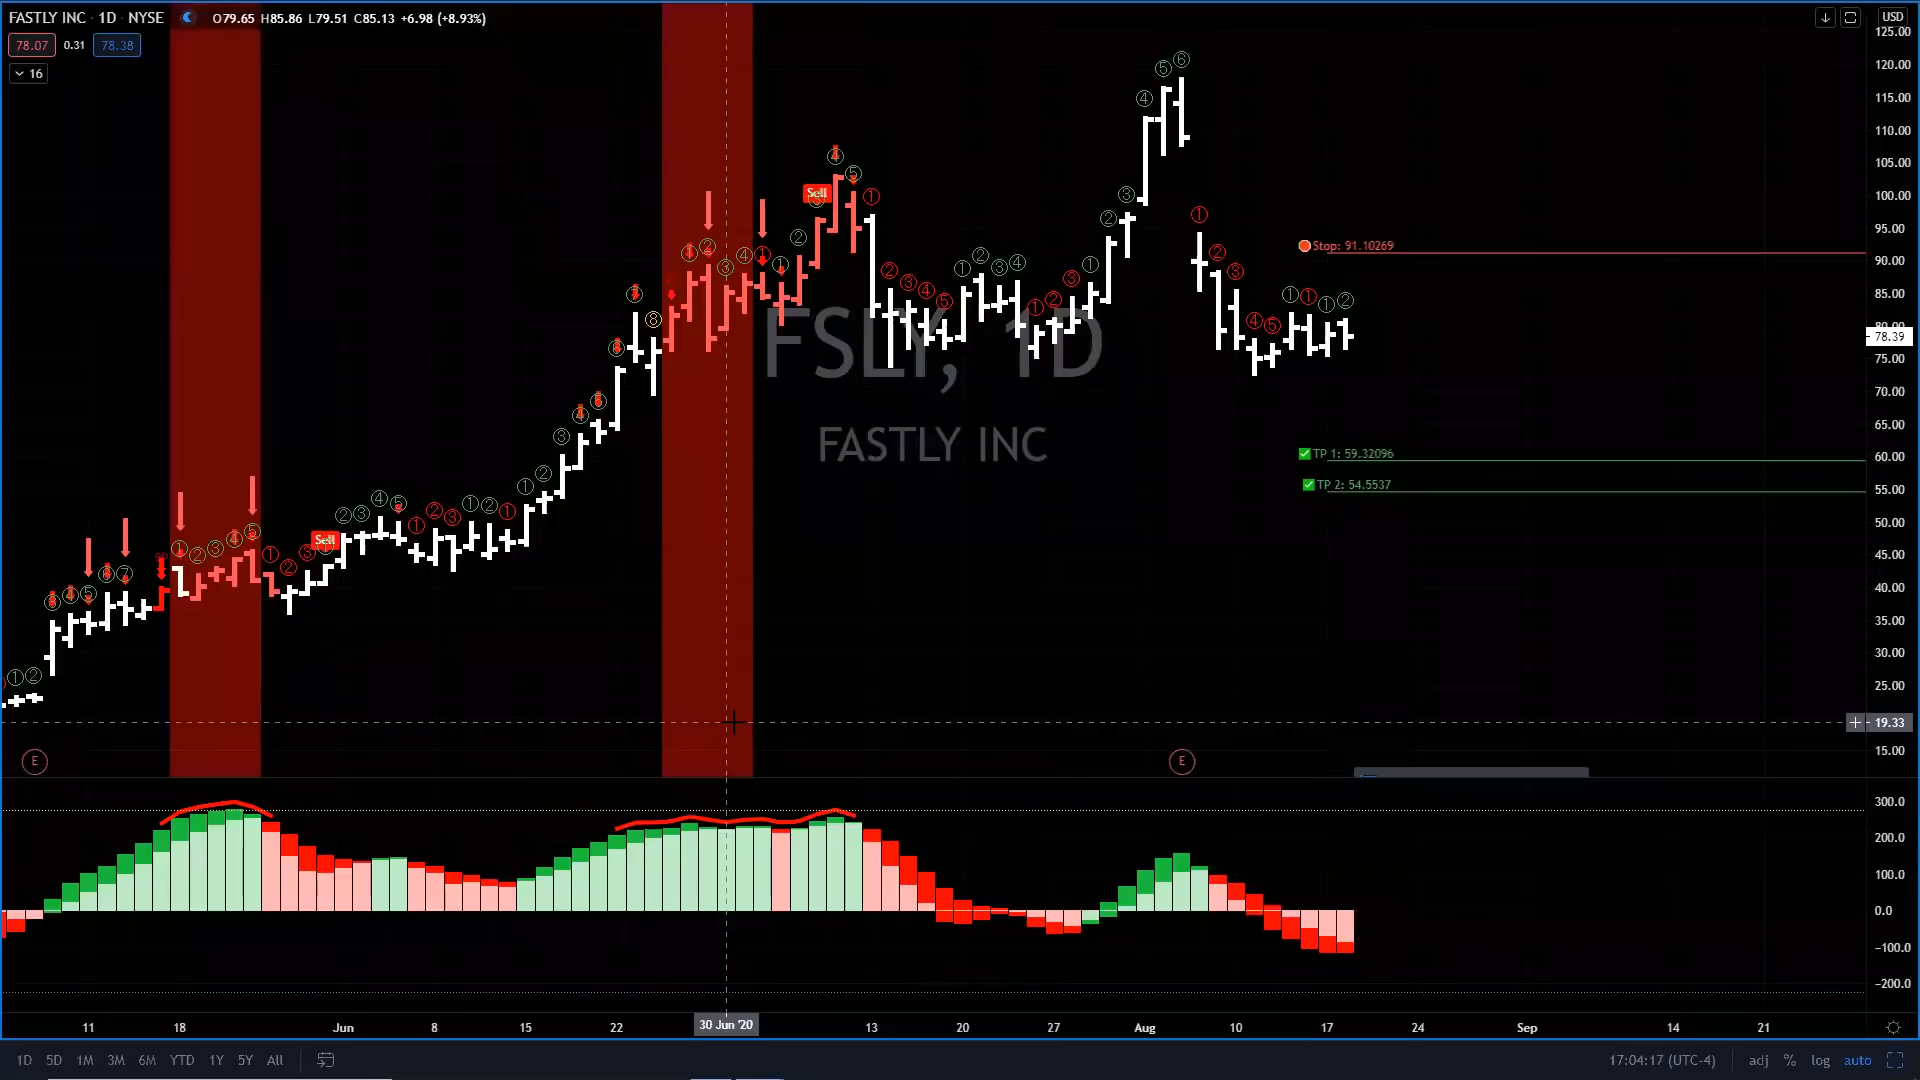 FASTLY INC · 1D · NYSE O79.65 H85.86 L79.51 C85.13 +6.98 (+8.93%)
78.07 0.31 78.38
16
USD
125.00
120.00
115.00
110.00
105.00
100.00
95.00
90.00
85.00
80.00
78.39
75.00
70.00
65.00
60.00
55.00
50.00
45.00
40.00
35.00
30.00
25.00
19.33
15.00
Sell
Sell
Stop: 91.10269
TP 1: 59.32096
TP 2: 54.5537
FSLY, 1D
FASTLY INC
E
E
300.0
200.0
100.0
0.0
-100.0
-200.0
11 18 Jun 8 15 22 30 Jun '20 13 20 27 Aug 10 17 24 Sep 14 21
1D 5D 1M 3M 6M YTD 1Y 5Y All 17:04:17 (UTC-4) adj % log auto